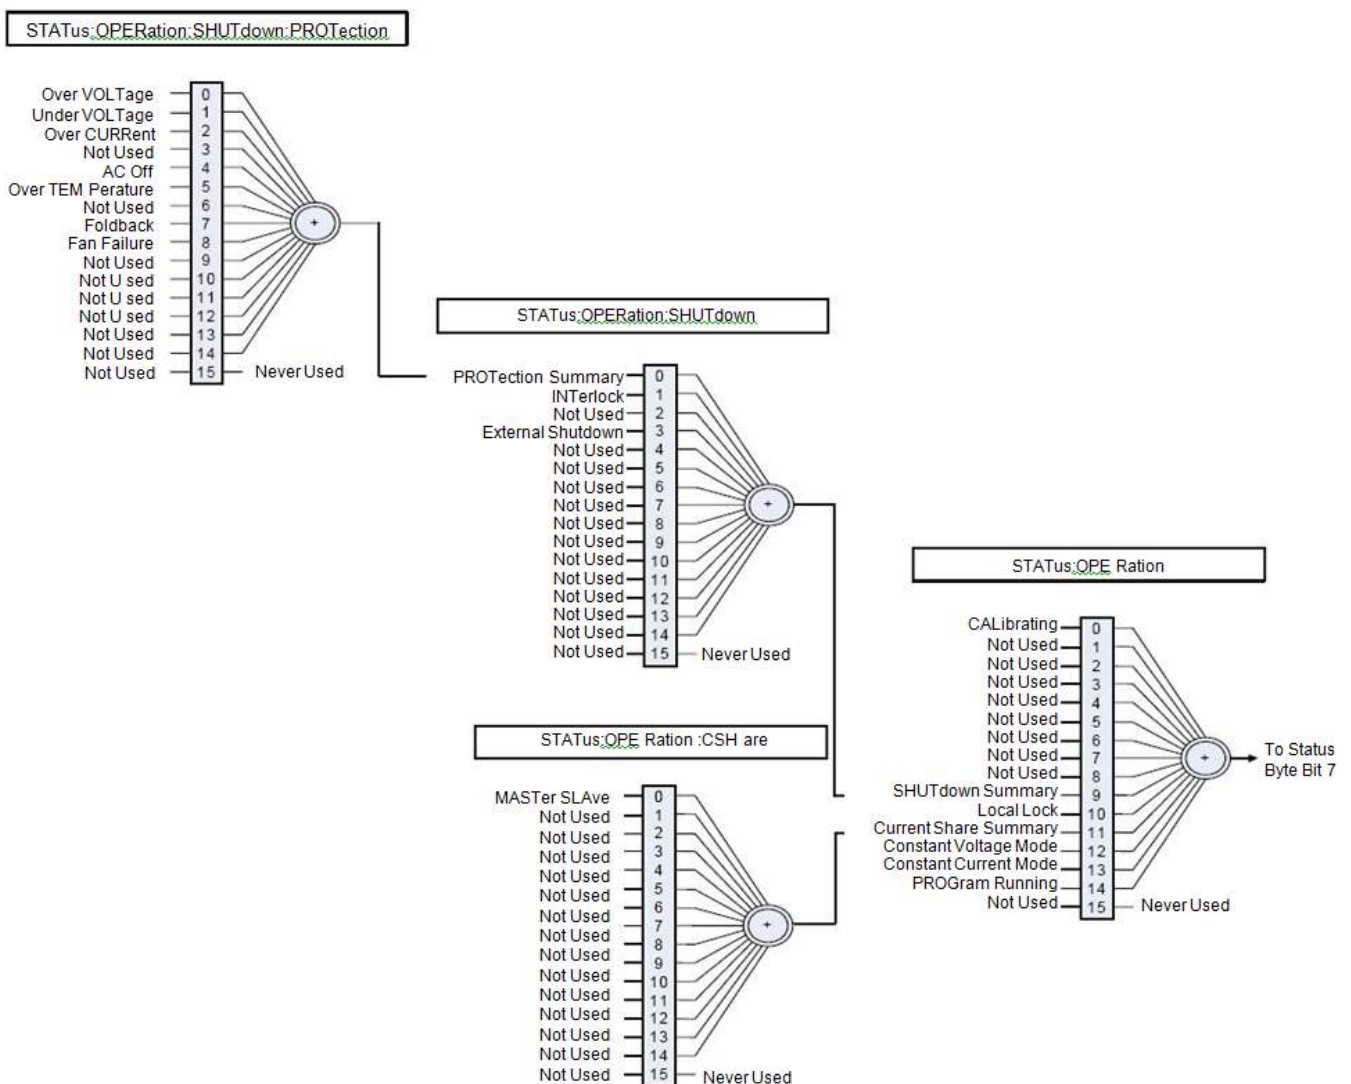 STATus:OPERation:SHUTdown:PROTection
Over VOLTage 0
Under VOLTage 1
Over CURRent 2
Not Used 3
AC Off 4
Over TEM Perature 5
Not Used 6
Foldback 7
Fan Failure 8
Not Used 9
Not U sed 10
Not U sed 11
Not U sed 12
Not Used 13
Not Used 14
Not Used 15 Never Used
+
STATus:OPERation:SHUTdown
PROTection Summary 0
INTerlock 1
Not Used 2
External Shutdown 3
Not Used 4
Not Used 5
Not Used 6
Not Used 7
Not Used 8
Not Used 9
Not Used 10
Not Used 11
Not Used 12
Not Used 13
Not Used 14
Not Used 15 Never Used
+
STATus:OPE Ration :CSH are
MASTer SLAve 0
Not Used 1
Not Used 2
Not Used 3
Not Used 4
Not Used 5
Not Used 6
Not Used 7
Not Used 8
Not Used 9
Not Used 10
Not Used 11
Not Used 12
Not Used 13
Not Used 14
Not Used 15 Never Used
+
STATus:OPE Ration
CALibrating 0
Not Used 1
Not Used 2
Not Used 3
Not Used 4
Not Used 5
Not Used 6
Not Used 7
Not Used 8
SHUTdown Summary 9
Local Lock 10
Current Share Summary 11
Constant Voltage Mode 12
Constant Current Mode 13
PROGram Running 14
Not Used 15 Never Used
+
To Status
Byte Bit 7